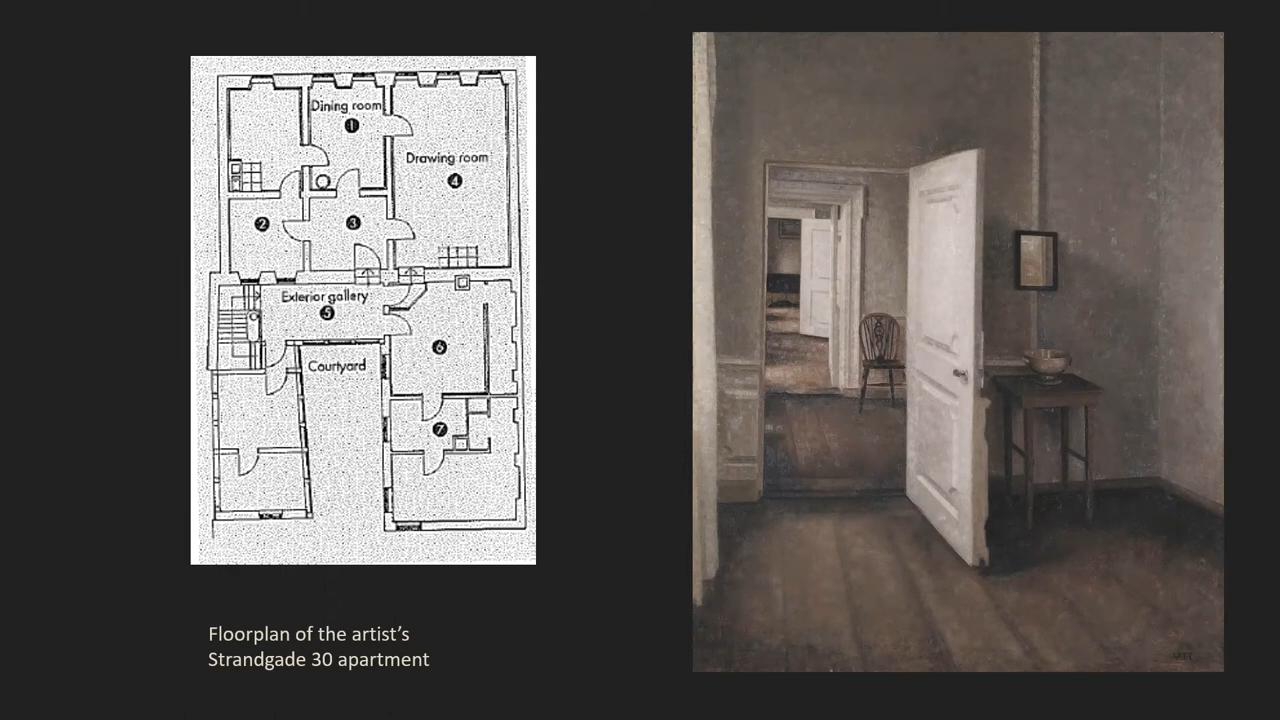 Dining room
1
Drawing room
4
2
3
Exterior gallery
5
6
Courtyard
7
Floorplan of the artist’s
Strandgade 30 apartment